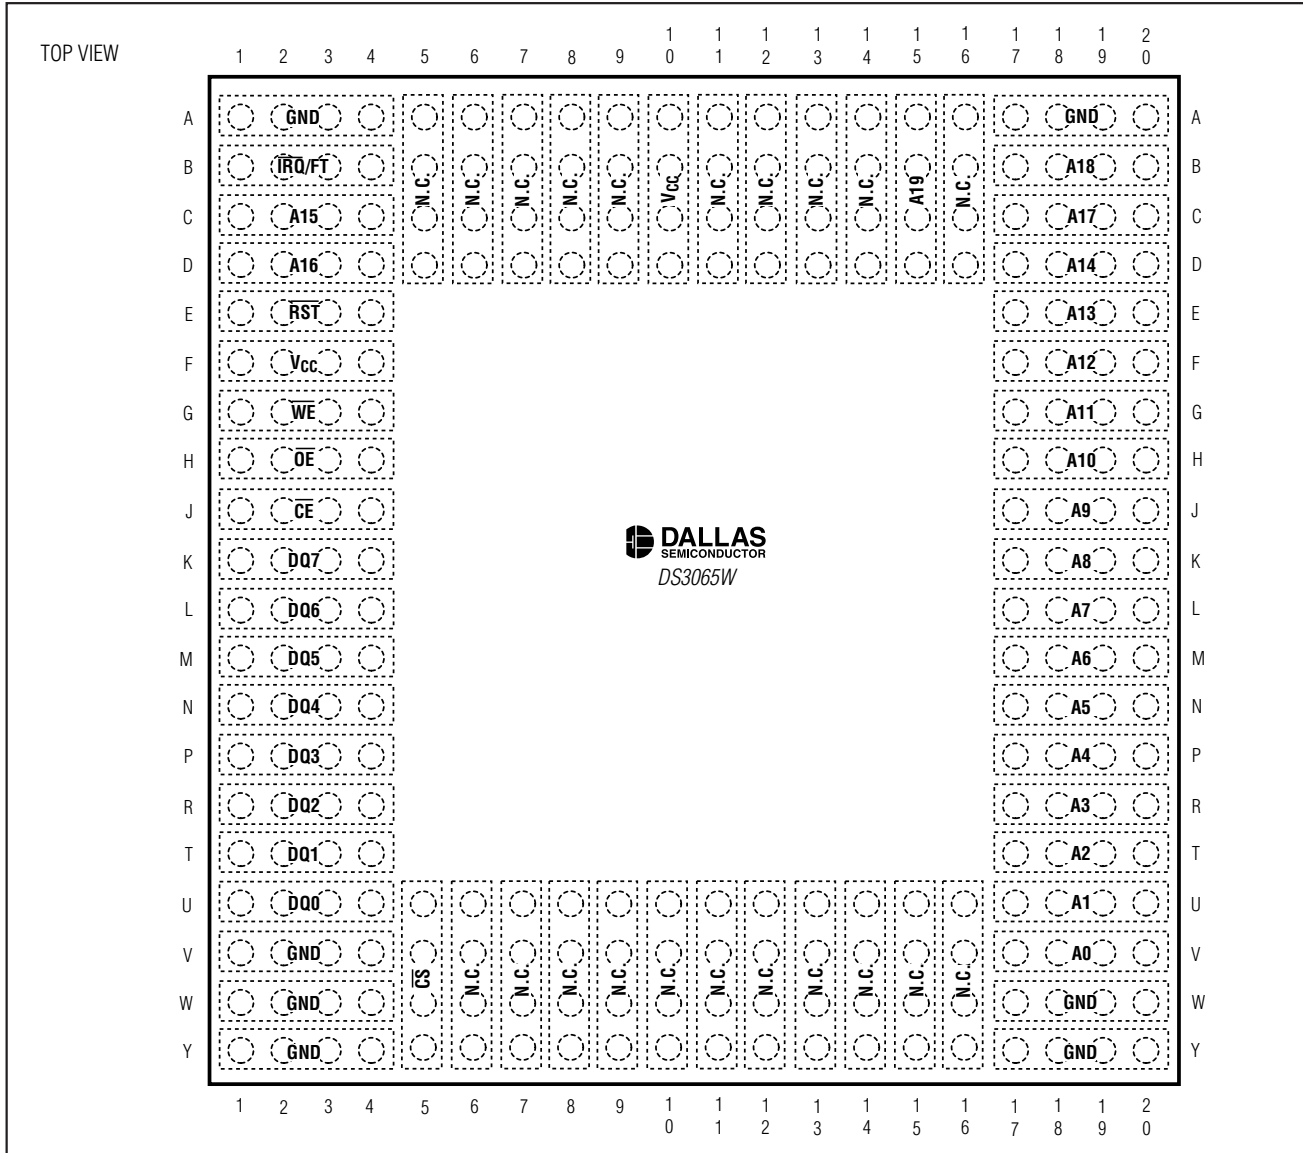 TOP VIEW
1 2 3 4 5 6 7 8 9 10 11 12 13 14 15 16 17 18 19 20
A GND GND A
B IRQ/FT A18 B
N.C. N.C. N.C. N.C. N.C. VCC N.C. N.C. N.C. N.C. A19 N.C.
C A15 A17 C
D A16 A14 D
E RST A13 E
F VCC A12 F
G WE A11 G
H OE A10 H
J CE A9 J
DALLAS
SEMICONDUCTOR
DS3065W
K DQ7 A8 K
L DQ6 A7 L
M DQ5 A6 M
N DQ4 A5 N
P DQ3 A4 P
R DQ2 A3 R
T DQ1 A2 T
U DQ0 A1 U
V GND A0 V
CS N.C. N.C. N.C. N.C. N.C. N.C. N.C. N.C. N.C. N.C. N.C.
W GND GND W
Y GND GND Y
1 2 3 4 5 6 7 8 9 10 11 12 13 14 15 16 17 18 19 20